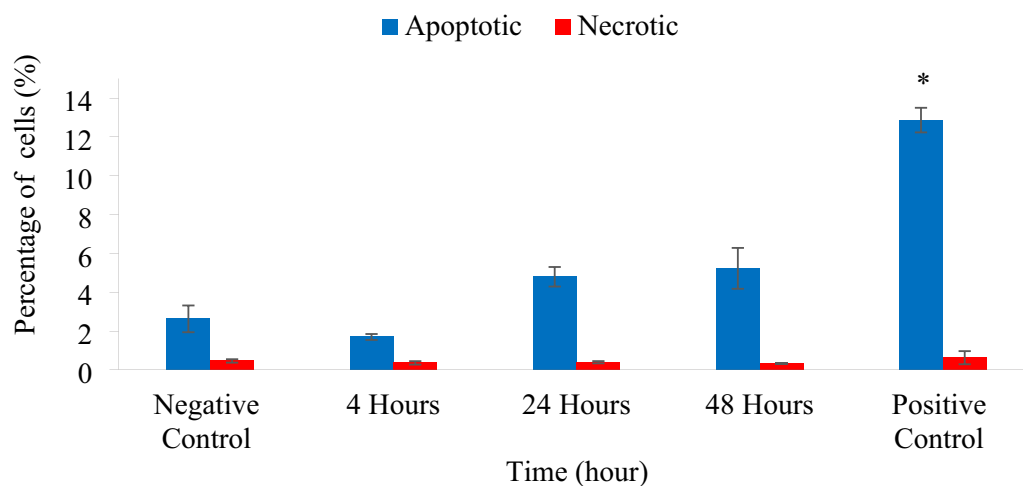 Apoptotic Necrotic
Percentage of cells (%)
*
14
12
10
8
6
4
2
0
Negative Control
4 Hours
24 Hours
48 Hours
Positive Control
Time (hour)